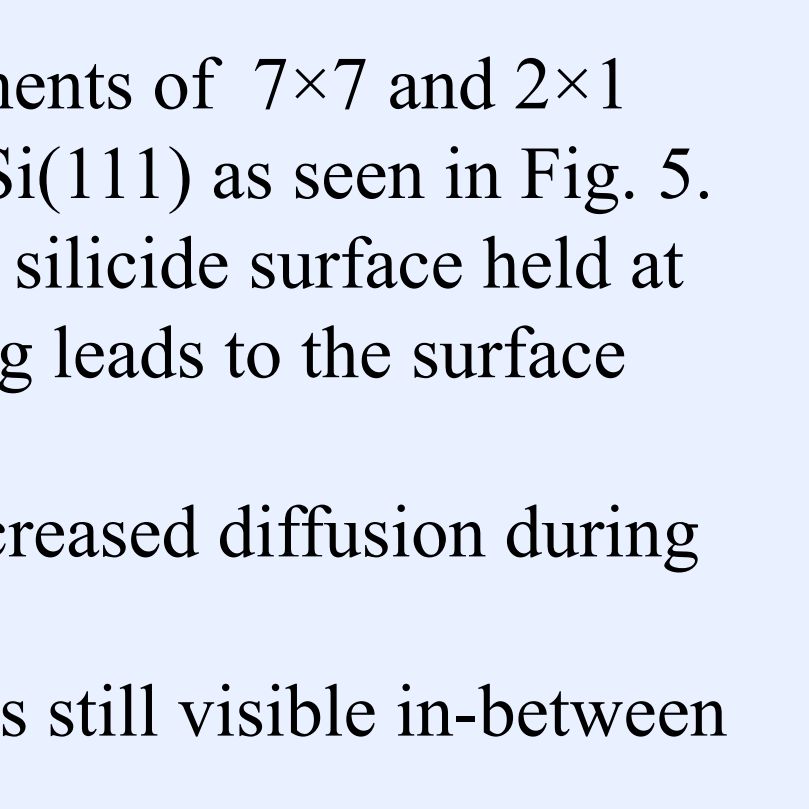 ments of  7×7 and 2×1
Si(111) as seen in Fig. 5.
silicide surface held at
g leads to the surface
creased diffusion during
s still visible in-between